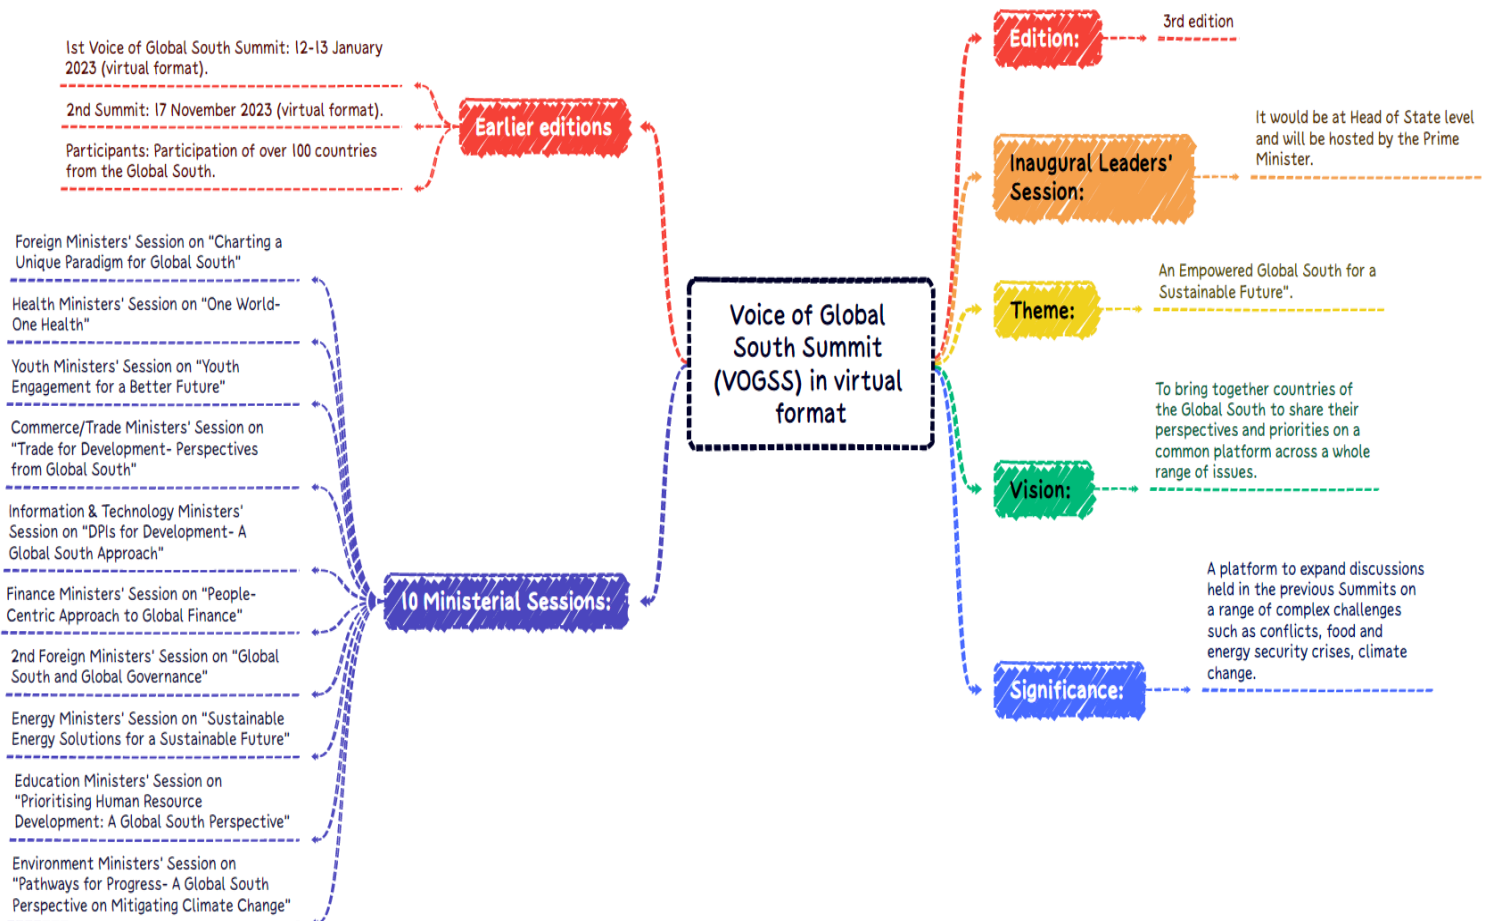 Voice of Global
South Summit
(VOGSS) in virtual
format
Earlier editions
1st Voice of Global South Summit: 12-13 January
2023 (virtual format).
2nd Summit: 17 November 2023 (virtual format).
Participants: Participation of over 100 countries
from the Global South.
10 Ministerial Sessions:
Foreign Ministers' Session on "Charting a
Unique Paradigm for Global South"
Health Ministers' Session on "One World-
One Health"
Youth Ministers' Session on "Youth
Engagement for a Better Future"
Commerce/Trade Ministers' Session on
"Trade for Development- Perspectives
from Global South"
Information & Technology Ministers'
Session on "DPIs for Development- A
Global South Approach"
Finance Ministers' Session on "People-
Centric Approach to Global Finance"
2nd Foreign Ministers' Session on "Global
South and Global Governance"
Energy Ministers' Session on "Sustainable
Energy Solutions for a Sustainable Future"
Education Ministers' Session on
"Prioritising Human Resource
Development: A Global South Perspective"
Environment Ministers' Session on
"Pathways for Progress- A Global South
Perspective on Mitigating Climate Change"
Edition:
3rd edition
Inaugural Leaders'
Session:
It would be at Head of State level
and will be hosted by the Prime
Minister.
Theme:
An Empowered Global South for a
Sustainable Future".
Vision:
To bring together countries of
the Global South to share their
perspectives and priorities on a
common platform across a whole
range of issues.
Significance:
A platform to expand discussions
held in the previous Summits on
a range of complex challenges
such as conflicts, food and
energy security crises, climate
change.